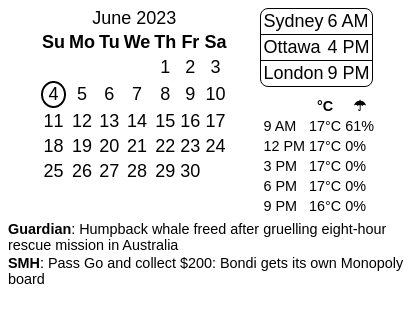 June 2023
Su Mo Tu We Th Fr Sa
1 2 3
4 5 6 7 8 9 10
11 12 13 14 15 16 17
18 19 20 21 22 23 24
25 26 27 28 29 30
Sydney 6 AM
Ottawa 4 PM
London 9 PM
°C ☂
9 AM 17°C 61%
12 PM 17°C 0%
3 PM 17°C 0%
6 PM 17°C 0%
9 PM 16°C 0%
Guardian: Humpback whale freed after gruelling eight-hour
rescue mission in Australia
SMH: Pass Go and collect $200: Bondi gets its own Monopoly
board